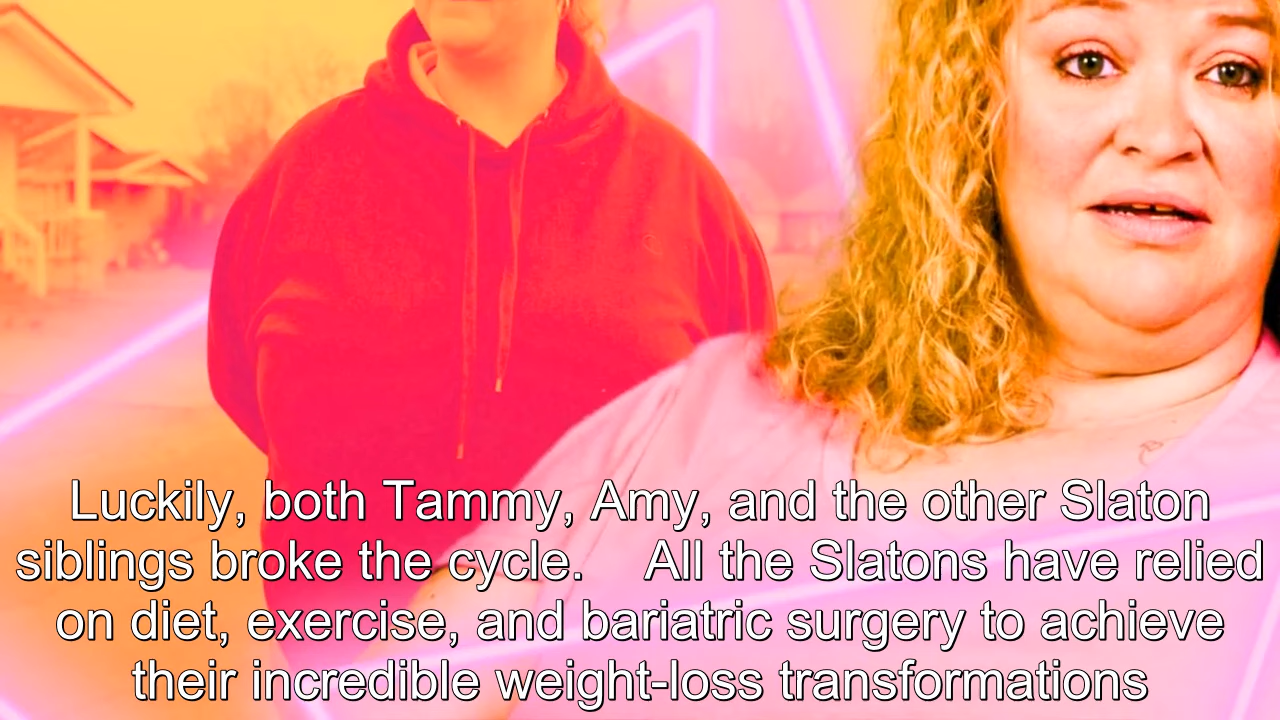 Luckily, both Tammy, Amy, and the other Slaton
siblings broke the cycle.    All the Slatons have relied
on diet, exercise, and bariatric surgery to achieve
their incredible weight-loss transformations